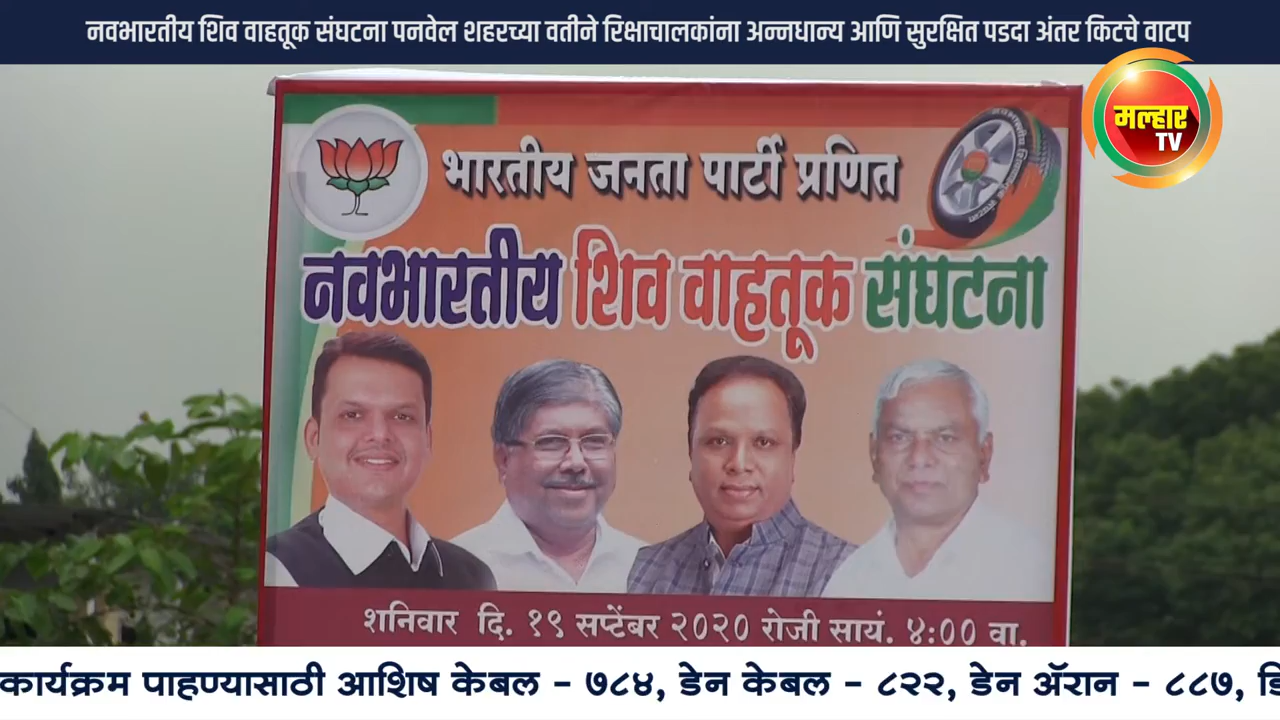 नवभारतीय शिव वाहतूक संघटना पनवेल शहरच्या वतीने रिक्षाचालकांना अन्नधान्य आणि सुरक्षित पडदा अंतर किटचे वाटप
मल्हार
TV
भारतीय जनता पार्टी प्रणित
नवभारतीय शिव वाहतूक संघटना
शनिवार दि. १९ सप्टेंबर २०२० रोजी सायं. ४:०० वा.
कार्यक्रम पाहण्यासाठी आशिष केबल - ७८४, डेन केबल - ८२२, डेन ॲरान - ८८७,